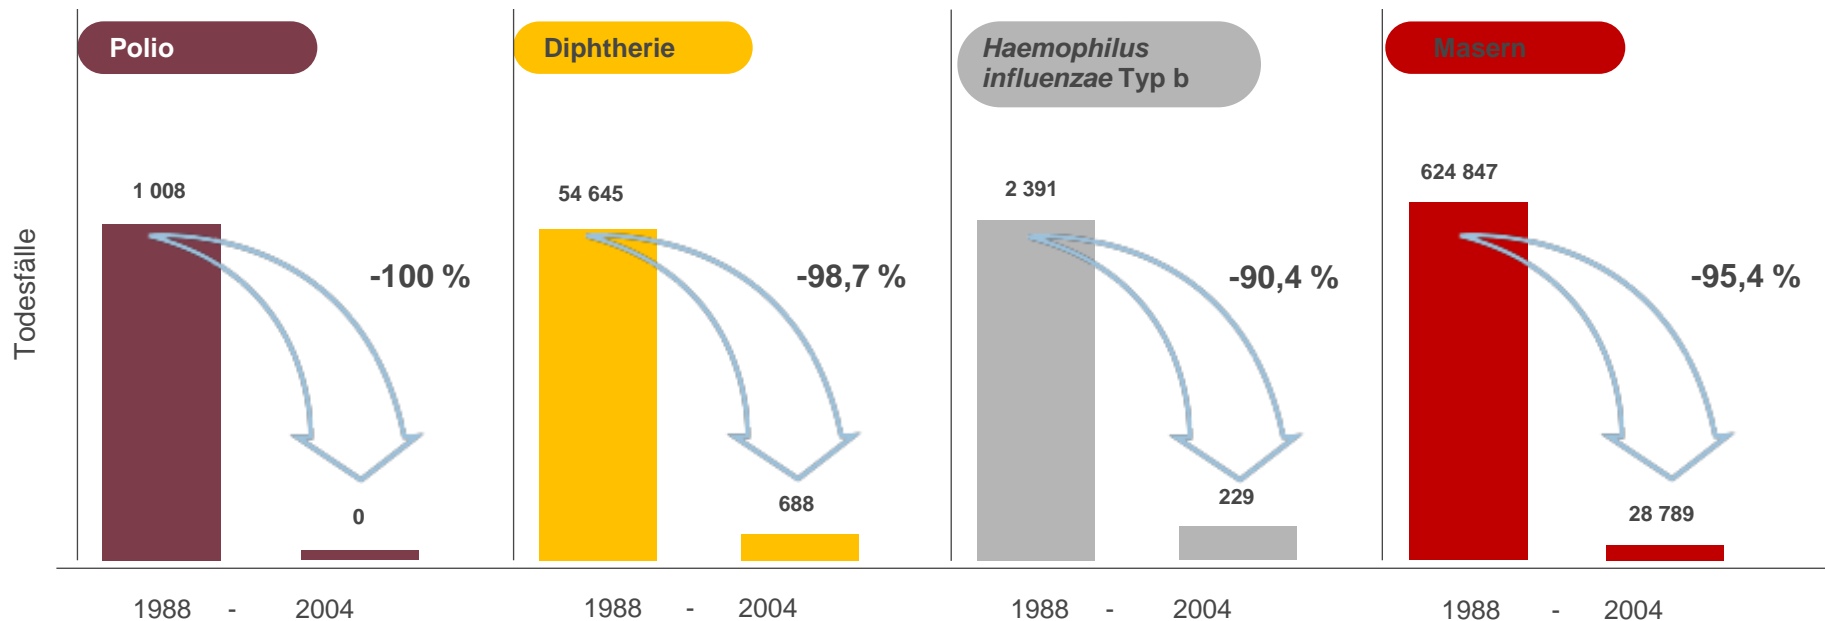 Polio
Diphtherie
Haemophilus
influenzae Typ b
Masern
Todesfälle
1 008
-100 %
0
54 645
-98,7 %
688
2 391
-90,4 %
229
624 847
-95,4 %
28 789
1988 - 2004
1988 - 2004
1988 - 2004
1988 - 2004